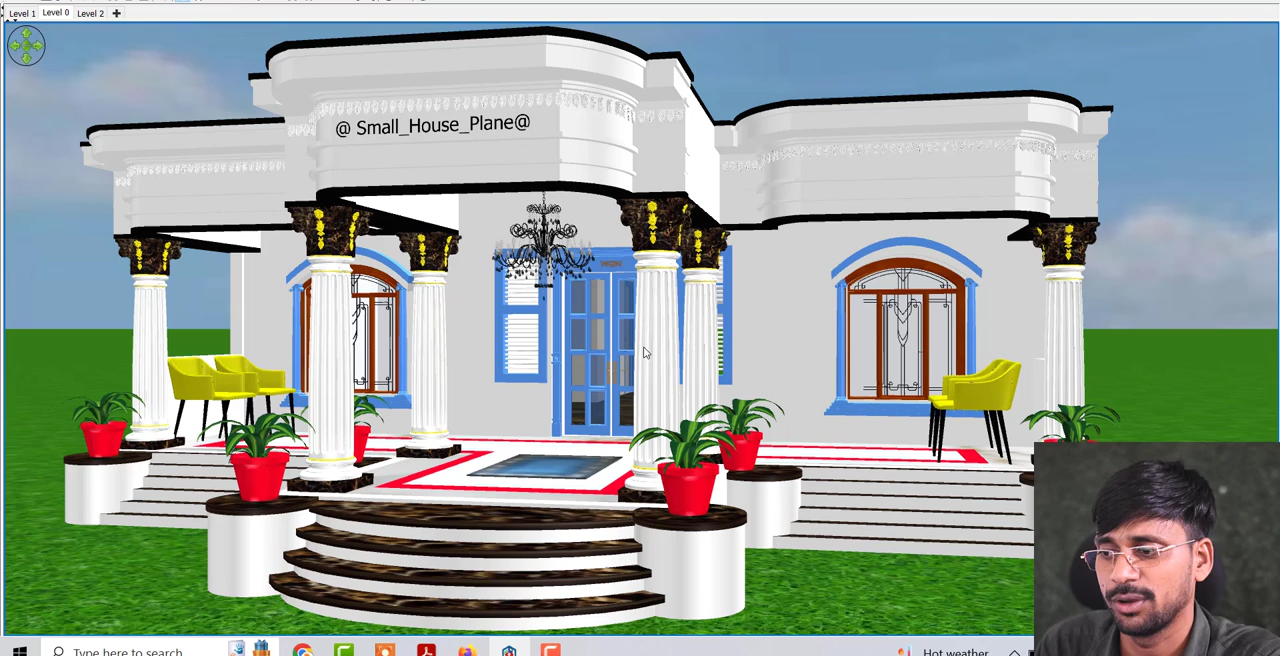 Level 1 Level 0 Level 2
@ Small_House_Plane@
Type here to search
Hot weather